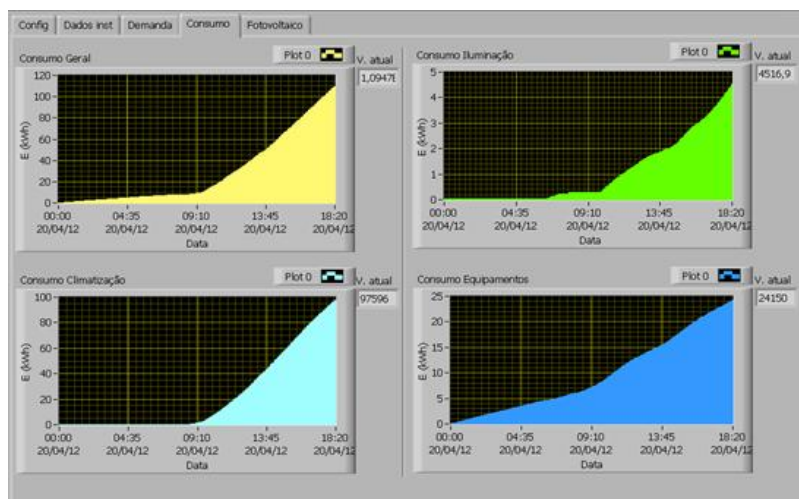 Config Dados inst Demanda Consumo Fotovoltaico
Consumo Geral Plot 0 V. atual
1,0947E
E (kWh)
120
100
80
60
40
20
0
00:00 04:35 09:10 13:45 18:20
20/04/12 20/04/12 20/04/12 20/04/12 20/04/12
Data
Consumo Iluminação Plot 0 V. atual
4516,9
E (kWh)
5
4
3
2
1
0
00:00 04:35 09:10 13:45 18:20
20/04/12 20/04/12 20/04/12 20/04/12 20/04/12
Data
Consumo Climatização Plot 0 V. atual
97596
E (kWh)
100
80
60
40
20
0
00:00 04:35 09:10 13:45 18:20
20/04/12 20/04/12 20/04/12 20/04/12 20/04/12
Data
Consumo Equipamentos Plot 0 V. atual
24150
E (kWh)
25
20
15
10
5
0
00:00 04:35 09:10 13:45 18:20
20/04/12 20/04/12 20/04/12 20/04/12 20/04/12
Data